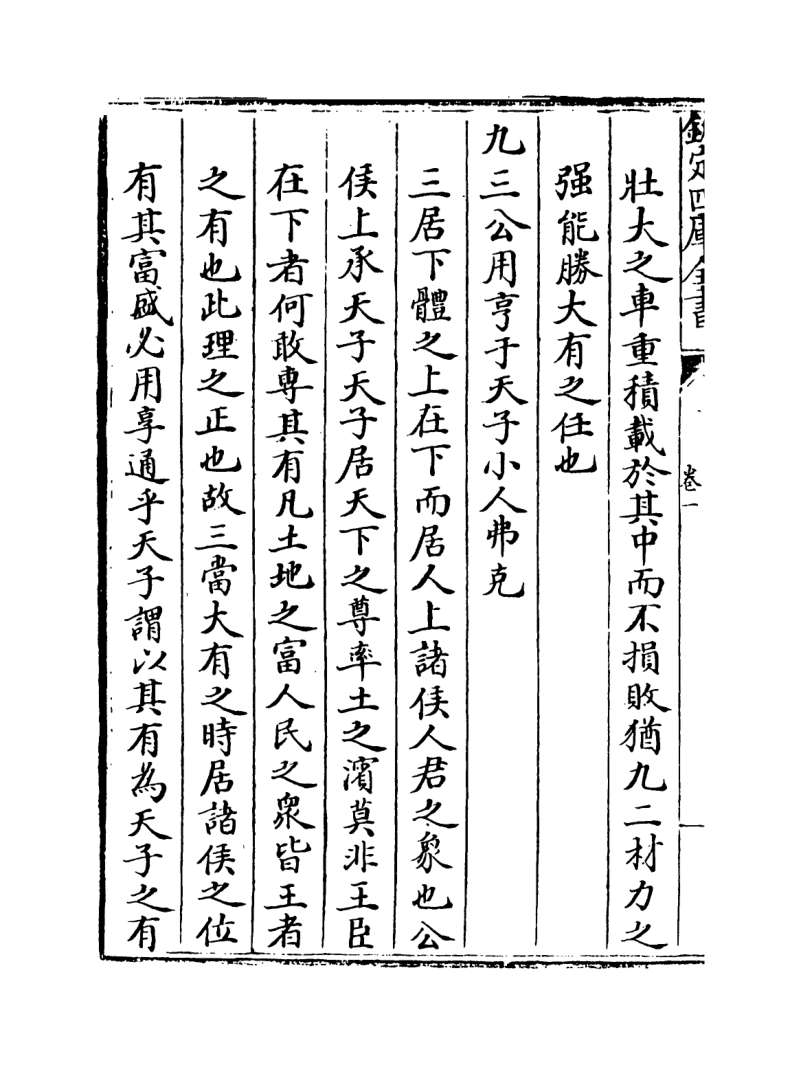 欽定四庫全書
卷一
壯大之車重積載於其中而不損敗猶九二材力之
强能勝大有之任也
九三公用亨于天子小人弗克
三居下體之上在下而居人上諸侯人君之象也公
侯上承天子天子居天下之尊率土之濱莫非王臣
在下者何敢專其有凡土地之富人民之衆皆王者
之有也此理之正也故三當大有之時居諸侯之位
有其富盛必用享通乎天子謂以其有為天子之有